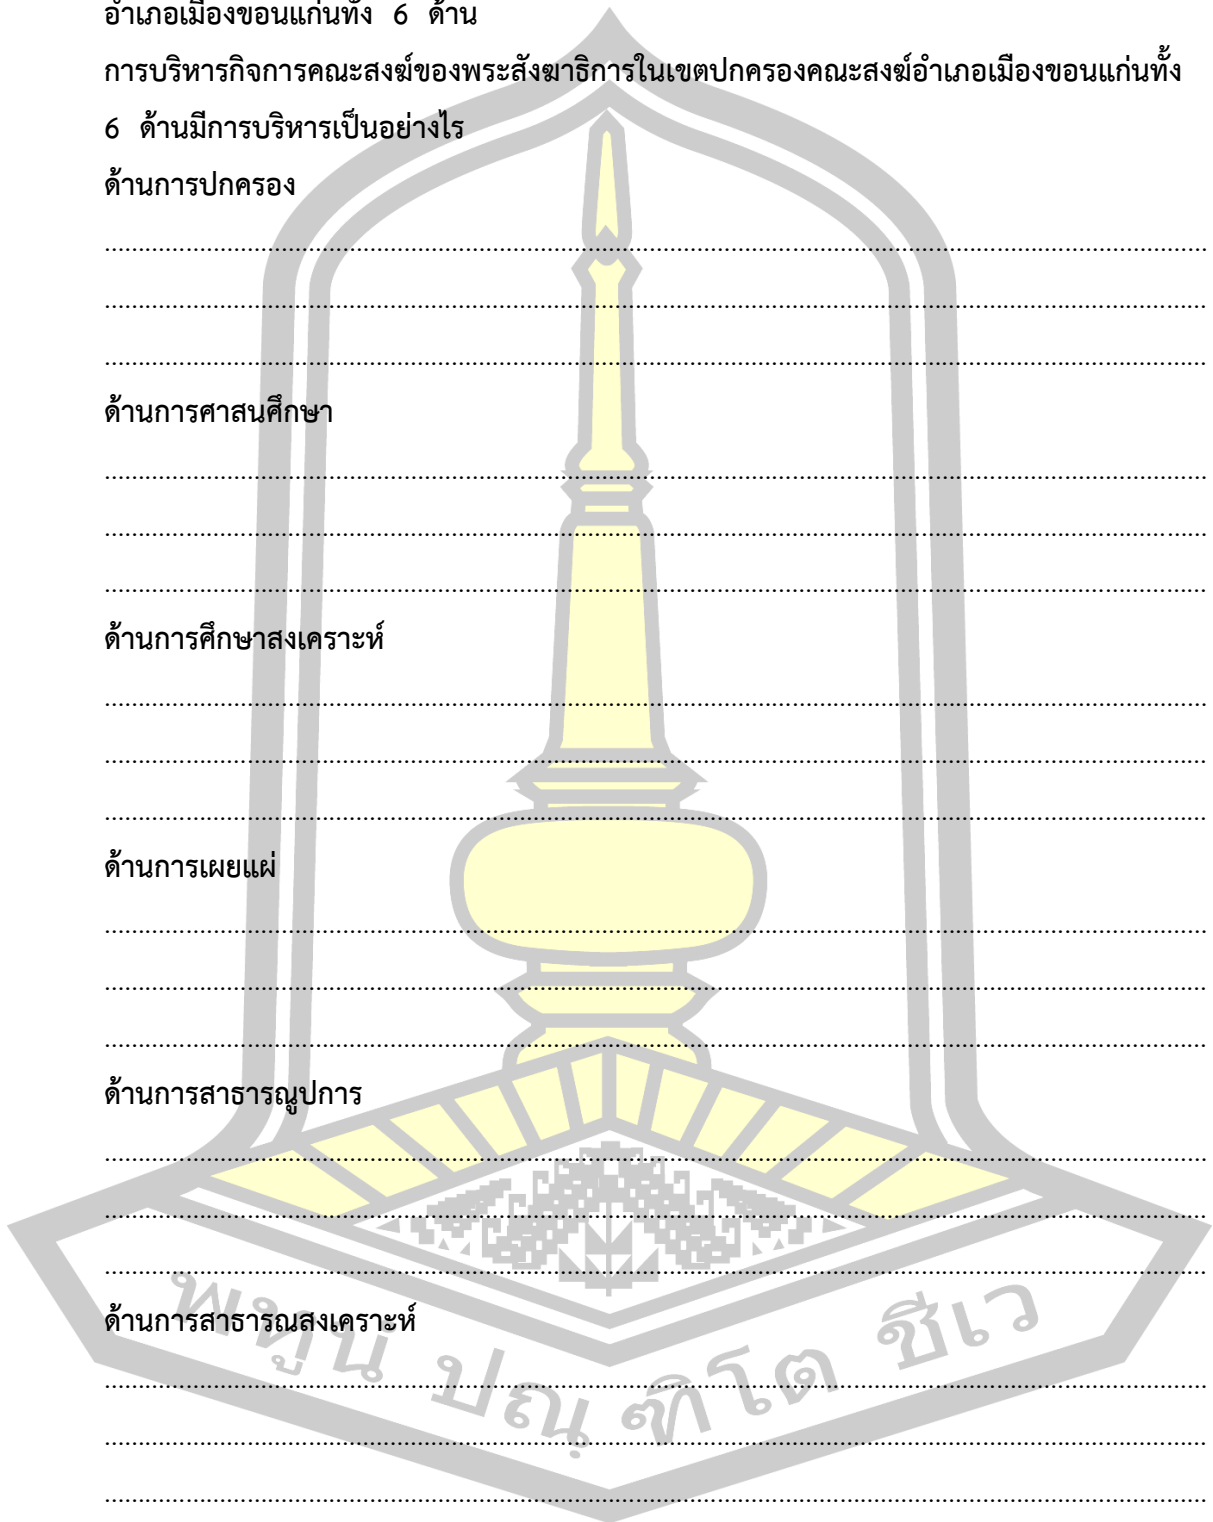 อำเภอเมืองขอนแก่นทั้ง 6 ด้าน
การบริหารกิจการคณะสงฆ์ของพระสังฆาธิการในเขตปกครองคณะสงฆ์อำเภอเมืองขอนแก่นทั้ง
6 ด้านมีการบริหารเป็นอย่างไร
ด้านการปกครอง
ด้านการศาสนศึกษา
ด้านการศึกษาสงเคราะห์
ด้านการเผยแผ่
ด้านการสาธารณูปการ
ด้านการสาธารณสงเคราะห์
พหูนํ ปณฺฑิโต ชีเว